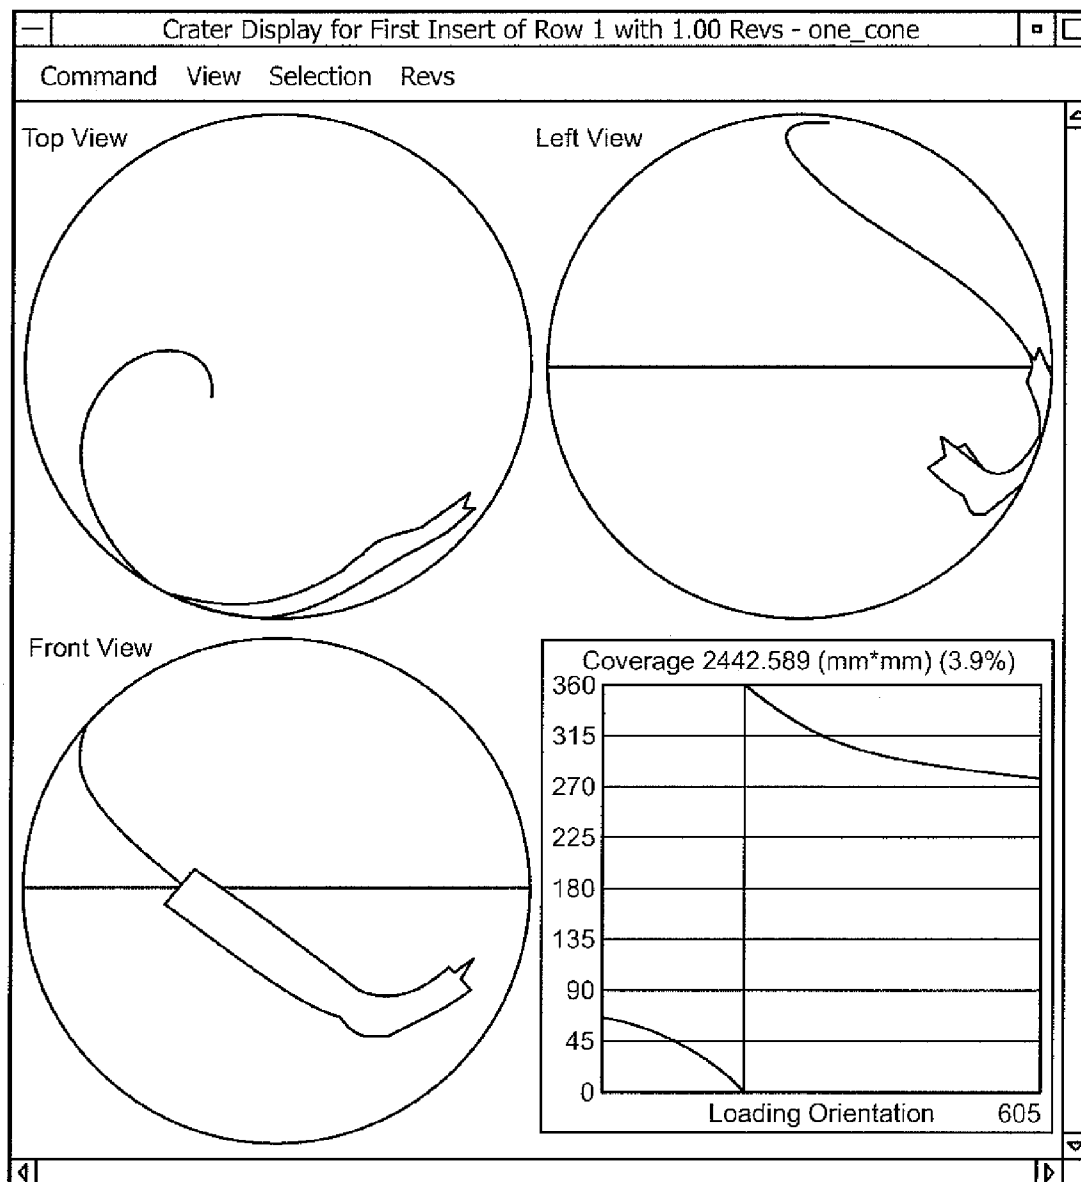 Crater Display for First Insert of Row 1 with 1.00 Revs - one_cone
Command View Selection Revs
Top View
Left View
Front View
Coverage 2442.589 (mm*mm) (3.9%)
360
315
270
225
180
135
90
45
0
Loading Orientation 605